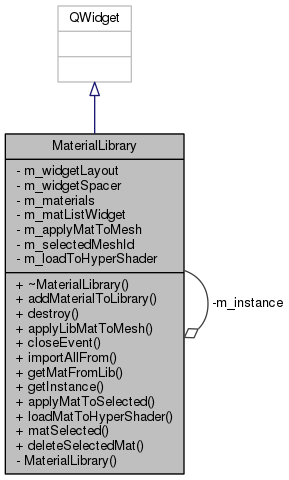 QWidget
MaterialLibrary
- m_widgetLayout
- m_widgetSpacer
- m_materials
- m_matListWidget
- m_applyMatToMesh
- m_selectedMeshId
- m_loadToHyperShader
-m_instance
+ ~MaterialLibrary()
+ addMaterialToLibrary()
+ destroy()
+ applyLibMatToMesh()
+ closeEvent()
+ importAllFrom()
+ getMatFromLib()
+ getInstance()
+ applyMatToSelected()
+ loadMatToHyperShader()
+ matSelected()
+ deleteSelectedMat()
- MaterialLibrary()